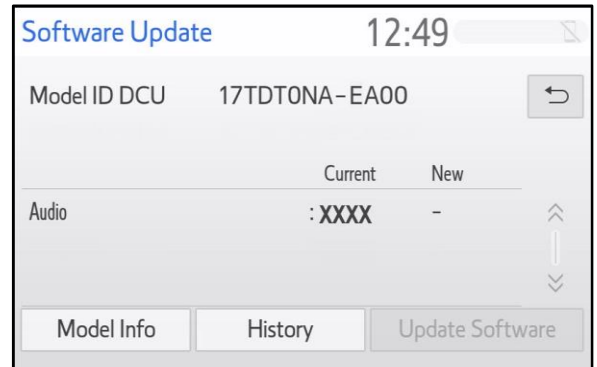 Software Update 12:49
Model ID DCU 17TDT0NA-EA00
Current New
Audio : XXXX -
Model Info History Update Software